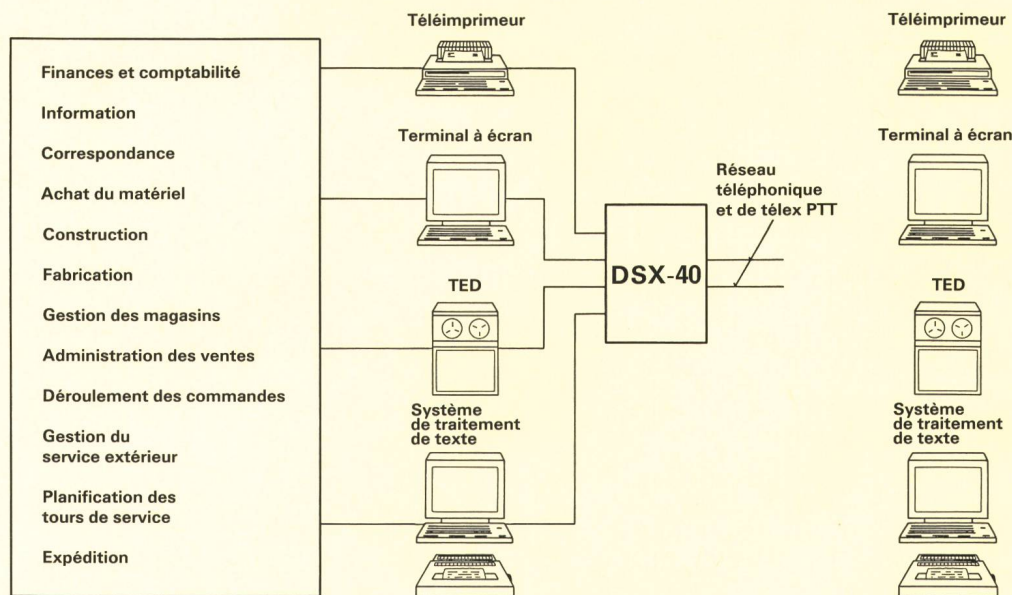 Finances et comptabilité
Information
Correspondance
Achat du matériel
Construction
Fabrication
Gestion des magasins
Administration des ventes
Déroulement des commandes
Gestion du
service extérieur
Planification des
tours de service
Expédition
Téléimprimeur
Terminal à écran
TED
Système
de traitement
de texte
DSX-40
Réseau
téléphonique
et de télex PTT
Téléimprimeur
Terminal à écran
TED
Système
de traitement
de texte